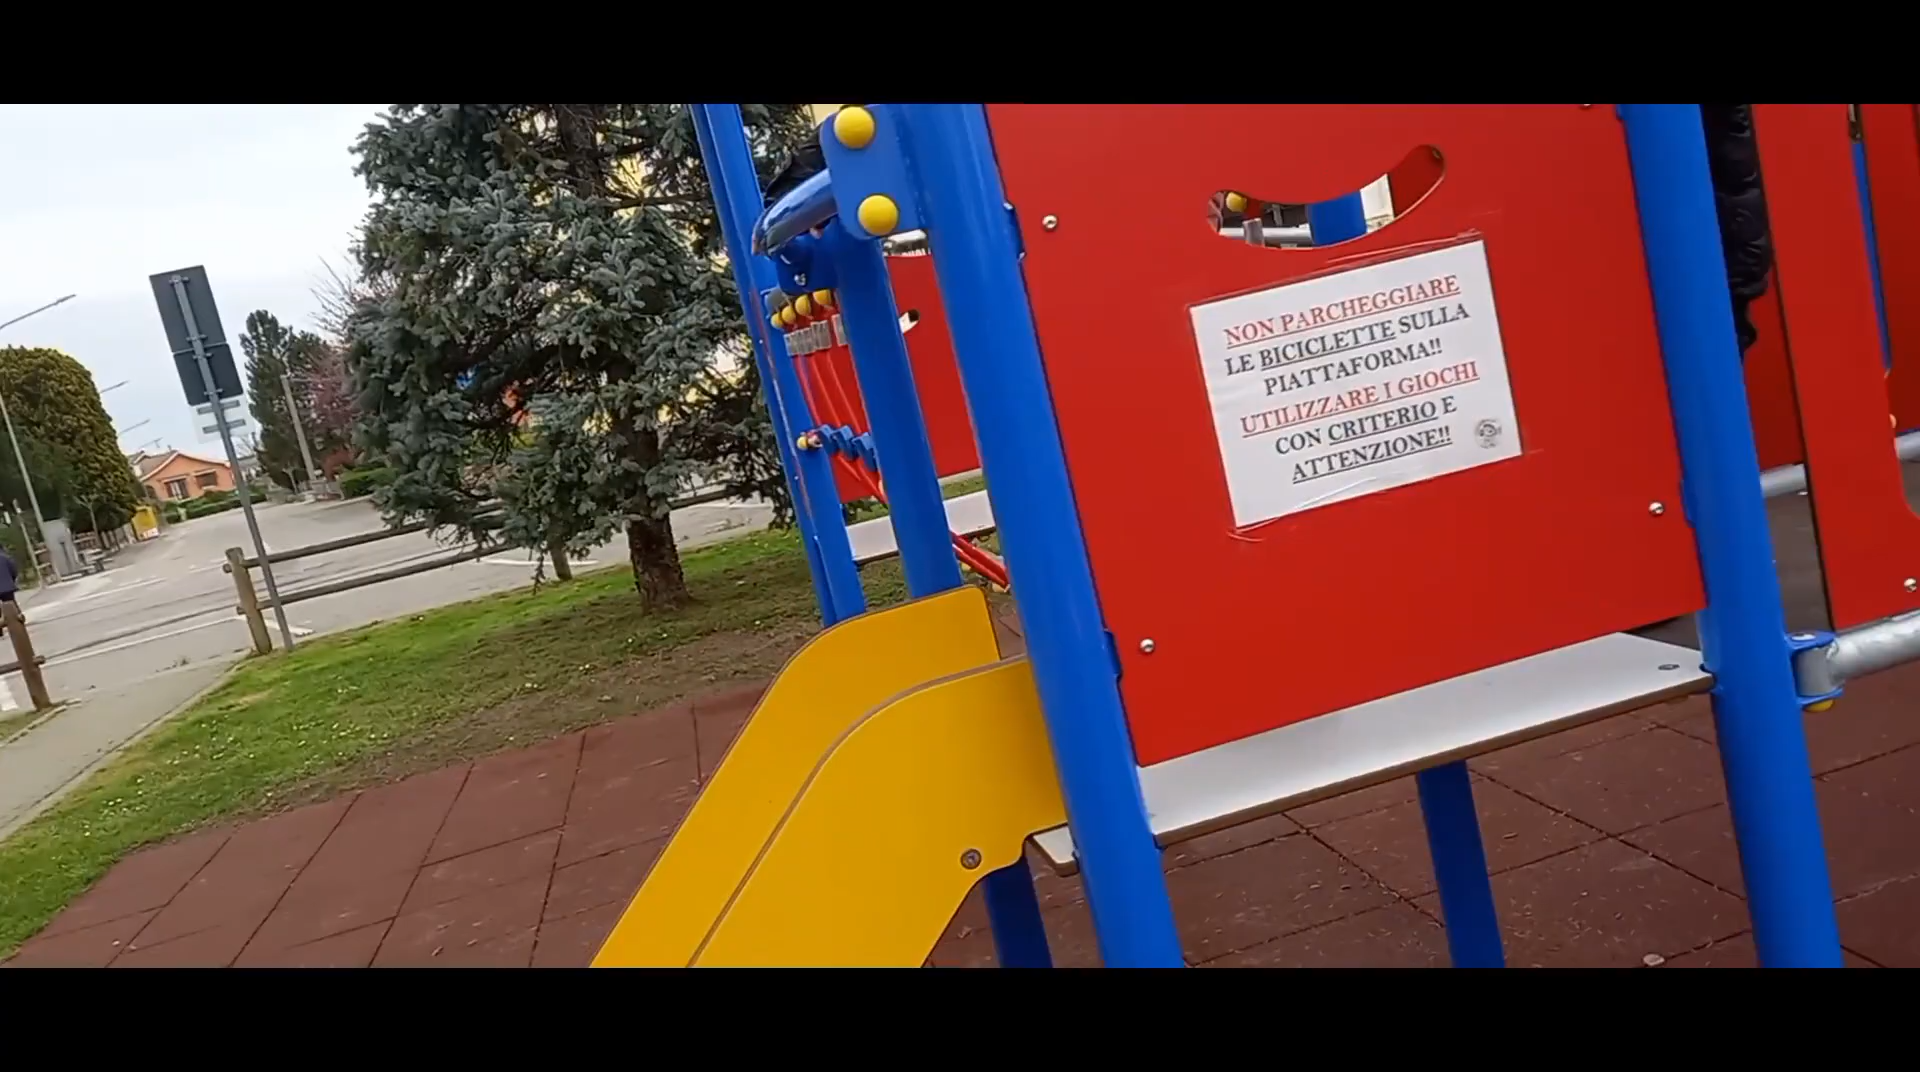 NON PARCHEGGIARE
LE BICICLETTE SULLA
PIATTAFORMA!!
UTILIZZARE I GIOCHI
CON CRITERIO E
ATTENZIONE!!